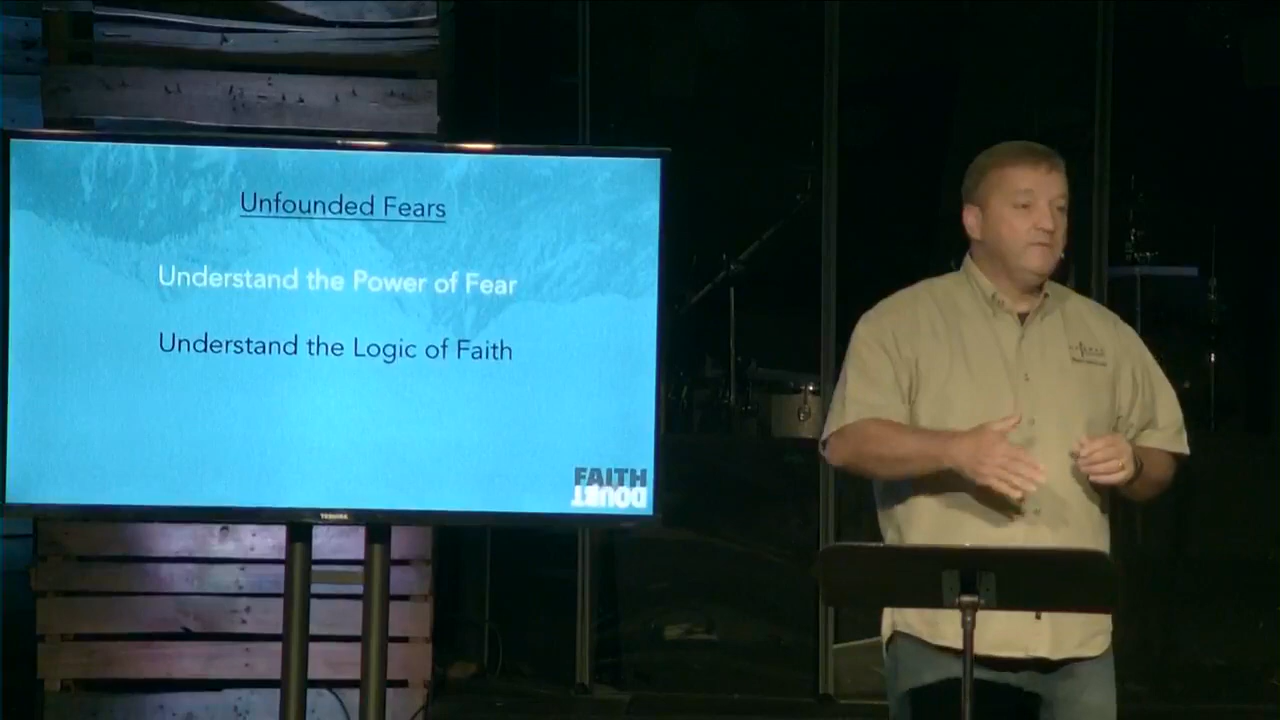 Unfounded Fears
Understand the Power of Fear
Understand the Logic of Faith
FAITH
DOUBT
TOSHIBA